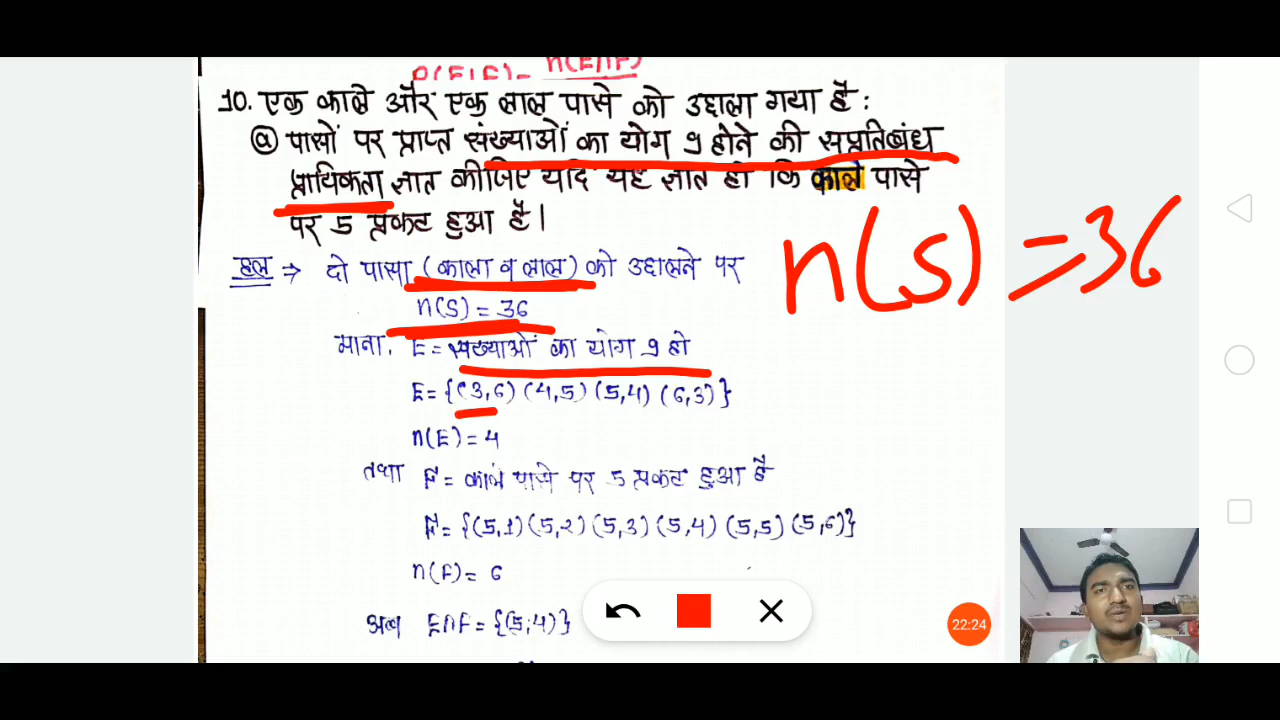 10. एक काले और एक लाल पासे को उछाला गया है:
(a) पासों पर प्राप्त संख्याओं का योग 9 होने की सप्रतिबंध
प्रायिकता ज्ञात कीजिए यदि यह ज्ञात हो कि काले पासे
पर 5 प्रकट हुआ है।
हल ⇒ दो पासा (काला व लाल) को उछालने पर
n(S) = 36
n(S) = 36
माना, E = संख्याओं का योग 9 हो
E = {(3,6) (4,5) (5,4) (6,3)}
n(E) = 4
तथा F = काले पासे पर 5 प्रकट हुआ है
F = {(5,1) (5,2) (5,3) (5,4) (5,5) (5,6)}
n(F) = 6
अब E∩F = {(5,4)}
22:24